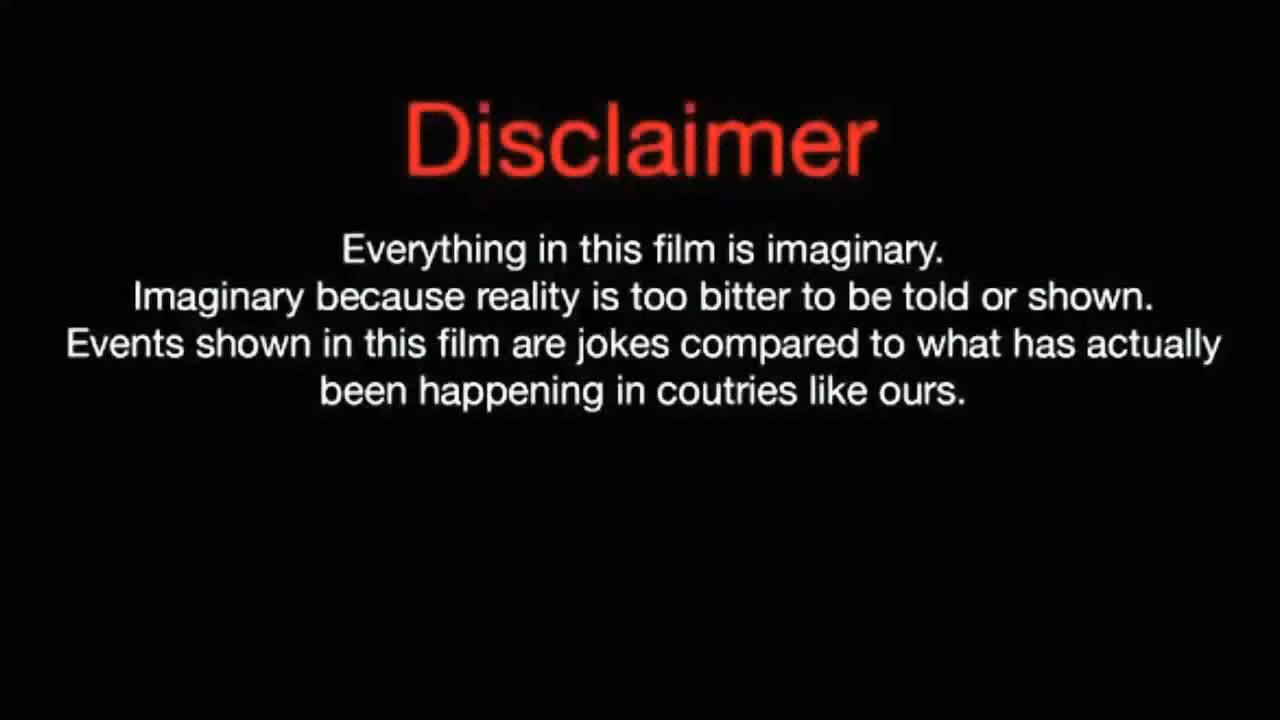 Disclaimer
Everything in this film is imaginary.
Imaginary because reality is too bitter to be told or shown.
Events shown in this film are jokes compared to what has actually
been happening in coutries like ours.